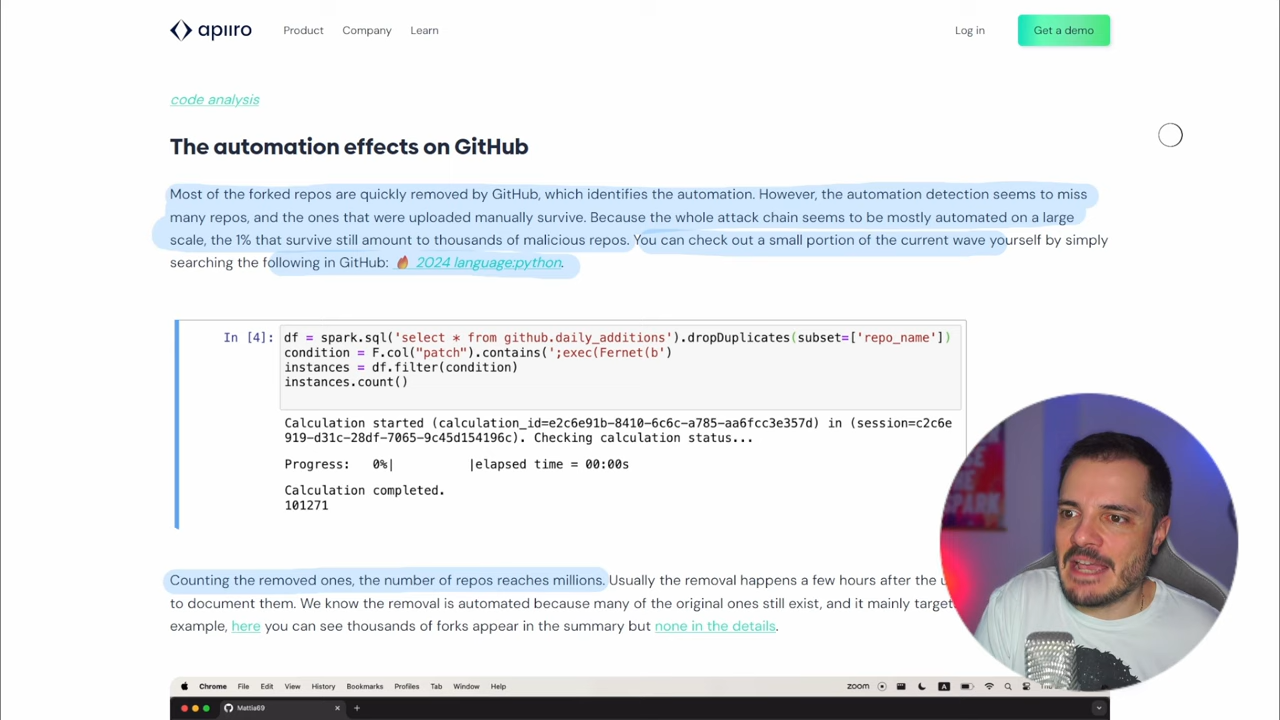 apiiro
Product
Company
Learn
Log in
Get a demo
code analysis
The automation effects on GitHub
Most of the forked repos are quickly removed by GitHub, which identifies the automation. However, the automation detection seems to miss
many repos, and the ones that were uploaded manually survive. Because the whole attack chain seems to be mostly automated on a large
scale, the 1% that survive still amount to thousands of malicious repos. You can check out a small portion of the current wave yourself by simply
searching the following in GitHub: 🔥 2024 language:python.
In [4]:
df = spark.sql('select * from github.daily_additions').dropDuplicates(subset=['repo_name'])
condition = F.col("patch").contains(';exec(Fernet(b')
instances = df.filter(condition)
instances.count()
Calculation started (calculation_id=e2c6e91b-8410-6c6c-a785-aa6fcc3e357d) in (session=c2c6e
919-d31c-28df-7065-9c45d154196c). Checking calculation status...
Progress: 0%| |elapsed time = 00:00s
Calculation completed.
101271
Counting the removed ones, the number of repos reaches millions. Usually the removal happens a few hours after the
to document them. We know the removal is automated because many of the original ones still exist, and it mainly
example, here you can see thousands of forks appear in the summary but none in the details.
Chrome File Edit View History Bookmarks Profiles Tab Window Help
zoom
A
Mattia69